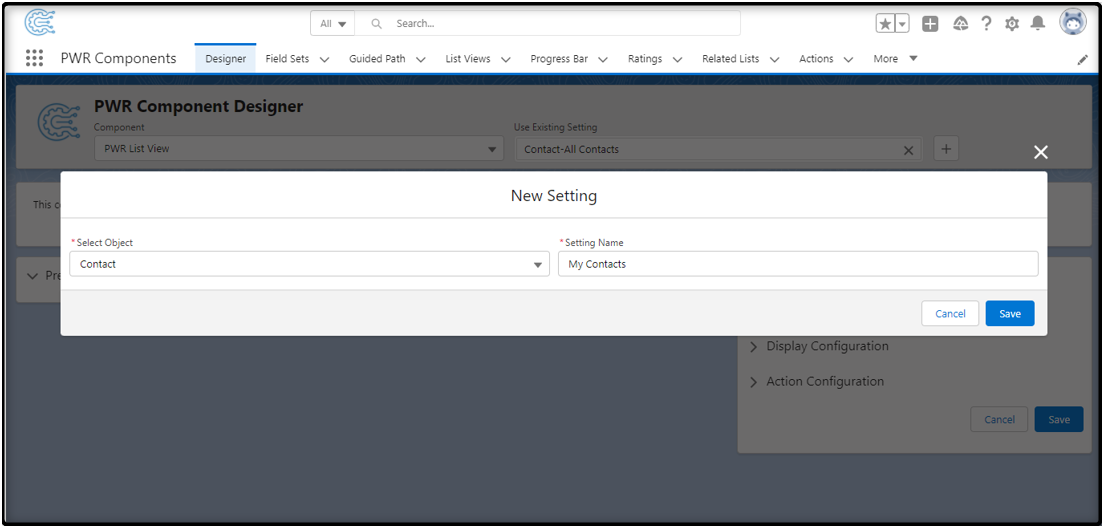 All
Search...
PWR Components
Designer
Field Sets
Guided Path
List Views
Progress Bar
Ratings
Related Lists
Actions
More
PWR Component Designer
Component
Use Existing Setting
PWR List View
Contact-All Contacts
This
New Setting
*Select Object
*Setting Name
Contact
My Contacts
Cancel
Save
Display Configuration
Action Configuration
Cancel
Save